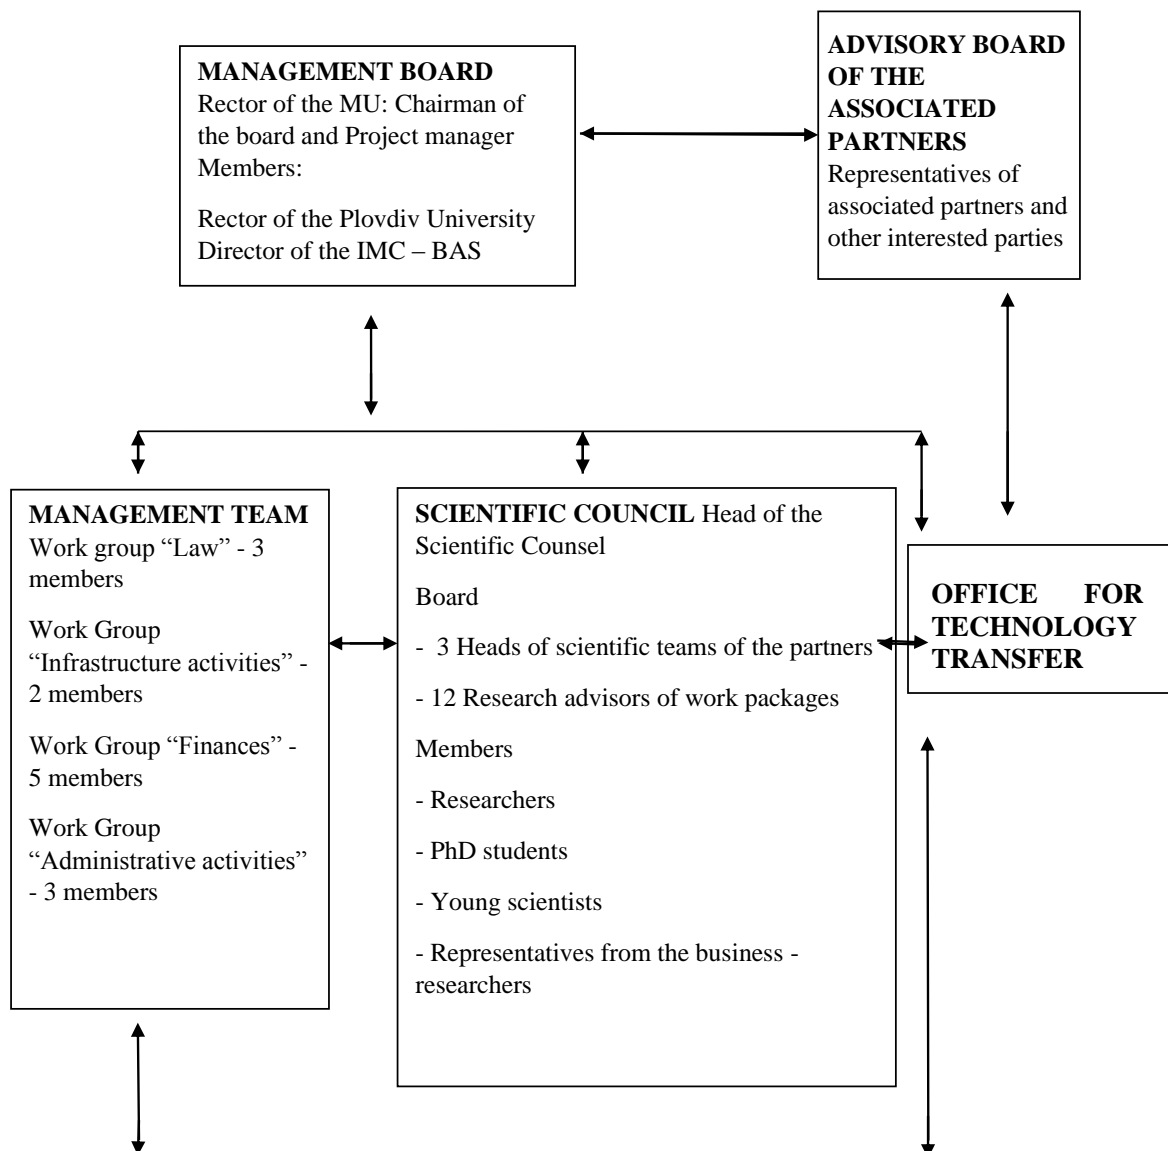 MANAGEMENT BOARD
Rector of the MU: Chairman of
the board and Project manager
Members:
Rector of the Plovdiv University
Director of the IMC – BAS
ADVISORY BOARD
OF THE
ASSOCIATED
PARTNERS
Representatives of
associated partners and
other interested parties
MANAGEMENT TEAM
Work group “Law” - 3
members
Work Group
“Infrastructure activities” -
2 members
Work Group “Finances” -
5 members
Work Group
“Administrative activities”
- 3 members
SCIENTIFIC COUNCIL Head of the
Scientific Counsel
Board
- 3 Heads of scientific teams of the partners
- 12 Research advisors of work packages
Members
- Researchers
- PhD students
- Young scientists
- Representatives from the business -
researchers
OFFICE FOR
TECHNOLOGY
TRANSFER